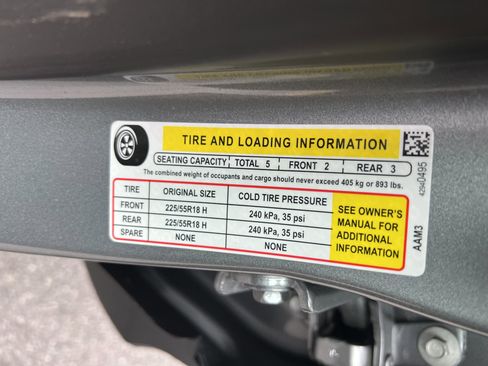 TIRE AND LOADING INFORMATION
SEATING CAPACITY TOTAL 5 FRONT 2 REAR 3
The combined weight of occupants and cargo should never exceed 405 kg or 893 lbs.
TIRE ORIGINAL SIZE COLD TIRE PRESSURE
FRONT 225/55R18 H 240 kPa, 35 psi
REAR 225/55R18 H 240 kPa, 35 psi
SPARE NONE NONE
SEE OWNER'S
MANUAL FOR
ADDITIONAL
INFORMATION
42940495
AAM3